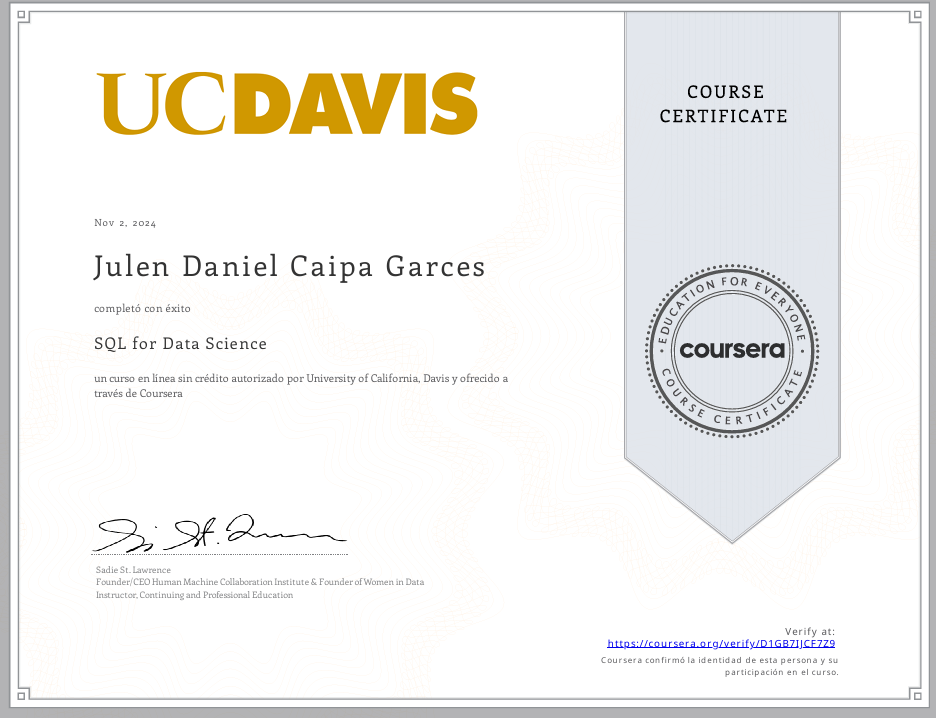 UCDAVIS
COURSE
CERTIFICATE
Nov 2, 2024
Julen Daniel Caipa Garces
completó con éxito
SQL for Data Science
un curso en línea sin crédito autorizado por University of California, Davis y ofrecido a
través de Coursera
EDUCATION FOR EVERYONE
coursera
COURSE CERTIFICATE
Sadie St. Lawrence
Founder/CEO Human Machine Collaboration Institute & Founder of Women in Data
Instructor, Continuing and Professional Education
Verify at:
https://coursera.org/verify/D1GB7IJCF7Z9
Coursera confirmó la identidad de esta persona y su
participación en el curso.